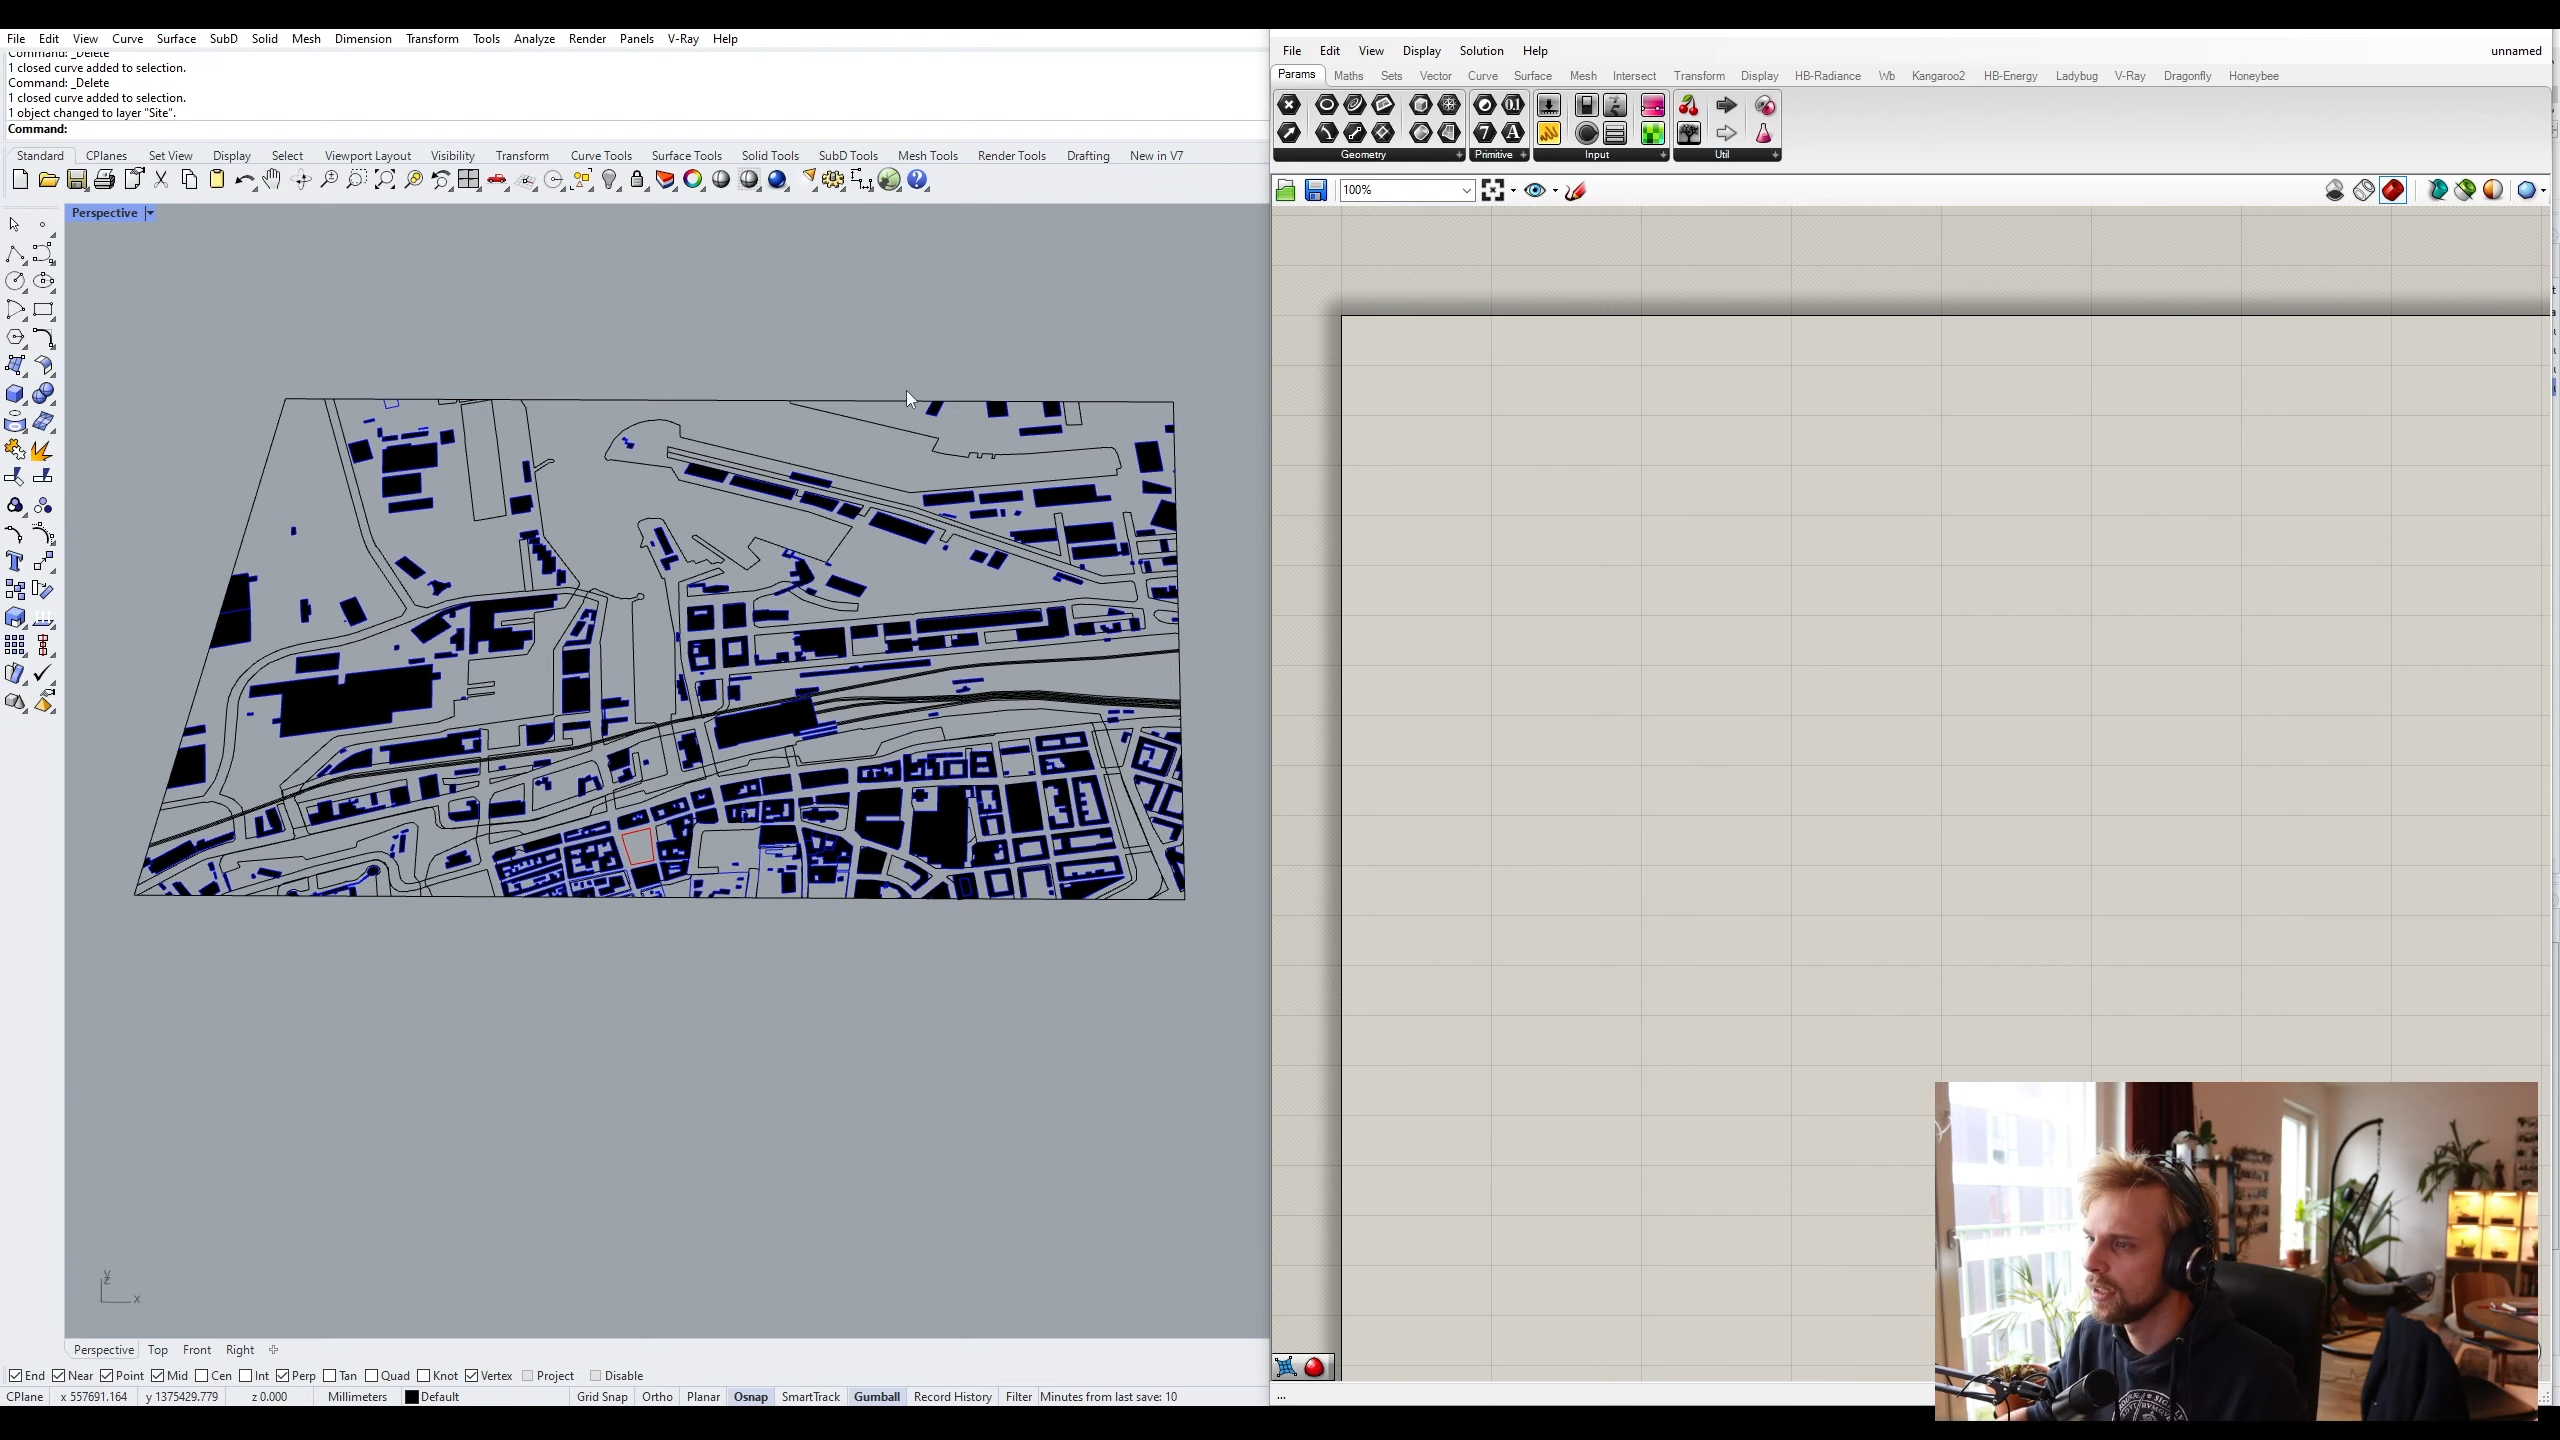 File Edit View Curve Surface SubD Solid Mesh Dimension Transform Tools Analyze Render Panels V-Ray Help
Command: _Delete
1 closed curve added to selection.
Command: _Delete
1 closed curve added to selection.
1 object changed to layer "Site".
Command:
Standard CPlanes Set View Display Select Viewport Layout Visibility Transform Curve Tools Surface Tools Solid Tools SubD Tools Mesh Tools Render Tools Drafting New in V7
Perspective
y
z
x
Perspective Top Front Right
End Near Point Mid Cen Int Perp Tan Quad Knot Vertex Project Disable
CPlane x 557691.164 y 1375429.779 z 0.000 Millimeters Default Grid Snap Ortho Planar Osnap SmartTrack Gumball Record History Filter Minutes from last save: 10
File Edit View Display Solution Help unnamed
Params Maths Sets Vector Curve Surface Mesh Intersect Transform Display HB-Radiance Wb Kangaroo2 HB-Energy Ladybug V-Ray Dragonfly Honeybee
0.1
7 A
Geometry Primitive Input Util
100%
...